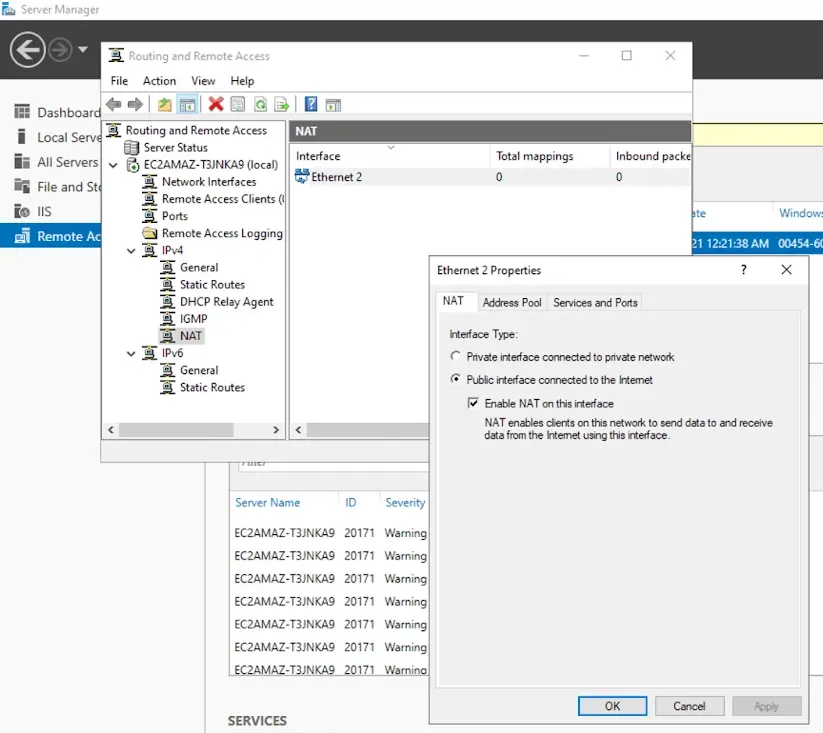 Server Manager
Routing and Remote Access
File Action View Help
Dashboard
Local Serve
All Servers
File and Sto
IIS
Remote Ac
Routing and Remote Access
Server Status
EC2AMAZ-T3JNKA9 (local)
Network Interfaces
Remote Access Clients (
Ports
Remote Access Logging
IPv4
General
Static Routes
DHCP Relay Agent
IGMP
NAT
IPv6
General
Static Routes
NAT
Interface Total mappings Inbound packe
Ethernet 2 0 0
ate Windows
21 12:21:38 AM 00454-60
Ethernet 2 Properties
?
NAT Address Pool Services and Ports
Interface Type:
Private interface connected to private network
Public interface connected to the Internet
Enable NAT on this interface
NAT enables clients on this network to send data to and receive
data from the Internet using this interface.
OK Cancel Apply
Filter
Server Name ID Severity
EC2AMAZ-T3JNKA9 20171 Warning
EC2AMAZ-T3JNKA9 20171 Warning
EC2AMAZ-T3JNKA9 20171 Warning
EC2AMAZ-T3JNKA9 20171 Warning
EC2AMAZ-T3JNKA9 20171 Warning
EC2AMAZ-T3JNKA9 20171 Warning
EC2AMAZ-T3JNKA9 20171 Warning
SERVICES